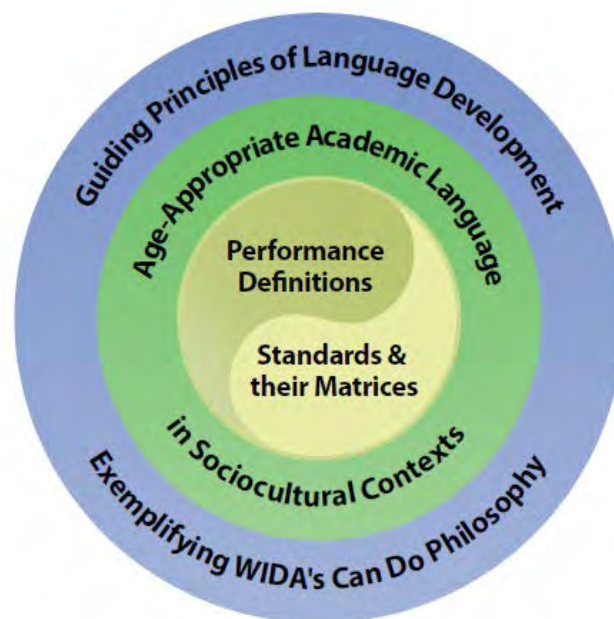 Guiding Principles of Language Development
Age-Appropriate Academic Language
Performance
Definitions
Standards &
their Matrices
in Sociocultural Contexts
Exemplifying WIDA's Can Do Philosophy